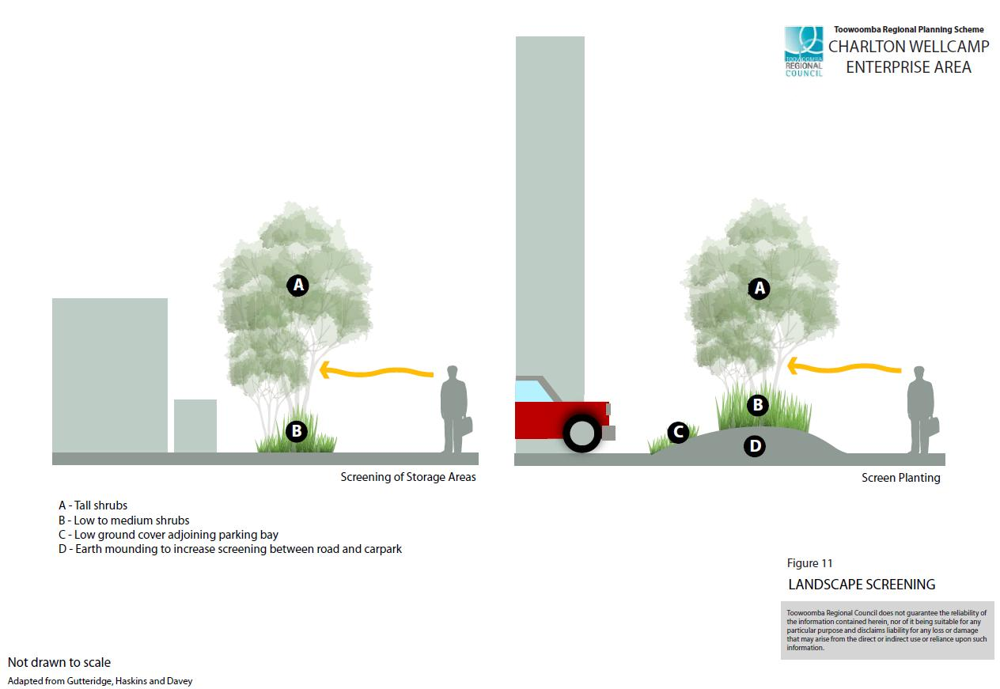 Toowoomba Regional Planning Scheme
CHARLTON WELLCAMP
ENTERPRISE AREA
TOOWOOMBA
REGIONAL
COUNCIL
A
B
A
B
C
D
Screening of Storage Areas
Screen Planting
A - Tall shrubs
B - Low to medium shrubs
C - Low ground cover adjoining parking bay
D - Earth mounding to increase screening between road and carpark
Figure 11
LANDSCAPE SCREENING
Toowoomba Regional Council does not guarantee the reliability of
the information contained herein, nor of it being suitable for any
particular purpose and disclaims liability for any loss or damage
that may arise from the direct or indirect use or reliance upon such
information.
Not drawn to scale
Adapted from Gutteridge, Haskins and Davey